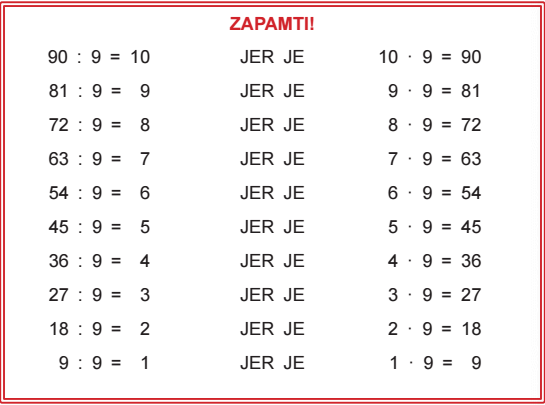 ZAPAMTI!
90 : 9 = 10 JER JE 10 · 9 = 90
81 : 9 = 9 JER JE 9 · 9 = 81
72 : 9 = 8 JER JE 8 · 9 = 72
63 : 9 = 7 JER JE 7 · 9 = 63
54 : 9 = 6 JER JE 6 · 9 = 54
45 : 9 = 5 JER JE 5 · 9 = 45
36 : 9 = 4 JER JE 4 · 9 = 36
27 : 9 = 3 JER JE 3 · 9 = 27
18 : 9 = 2 JER JE 2 · 9 = 18
9 : 9 = 1 JER JE 1 · 9 = 9